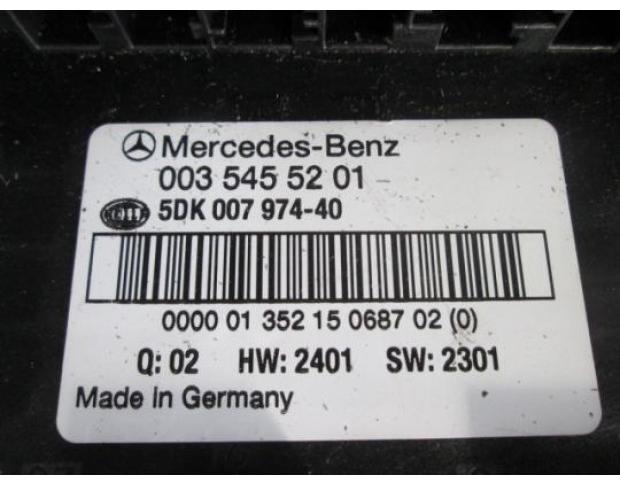 Mercedes-Benz
003 545 52 01
HELLA 5DK 007 974-40
0000 01 352 15 0687 02 (0)
Q: 02 HW: 2401 SW: 2301
Made in Germany